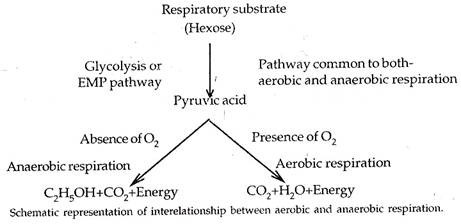 Respiratory substrate
(Hexose)
Glycolysis or
EMP pathway
Pathway common to both-
aerobic and anaerobic respiration
Pyruvic acid
Absence of O₂
Presence of O₂
Anaerobic respiration
Aerobic respiration
C₂H₅OH+CO₂+Energy
CO₂+H₂O+Energy
Schematic representation of interelationship between aerobic and anaerobic respiration.